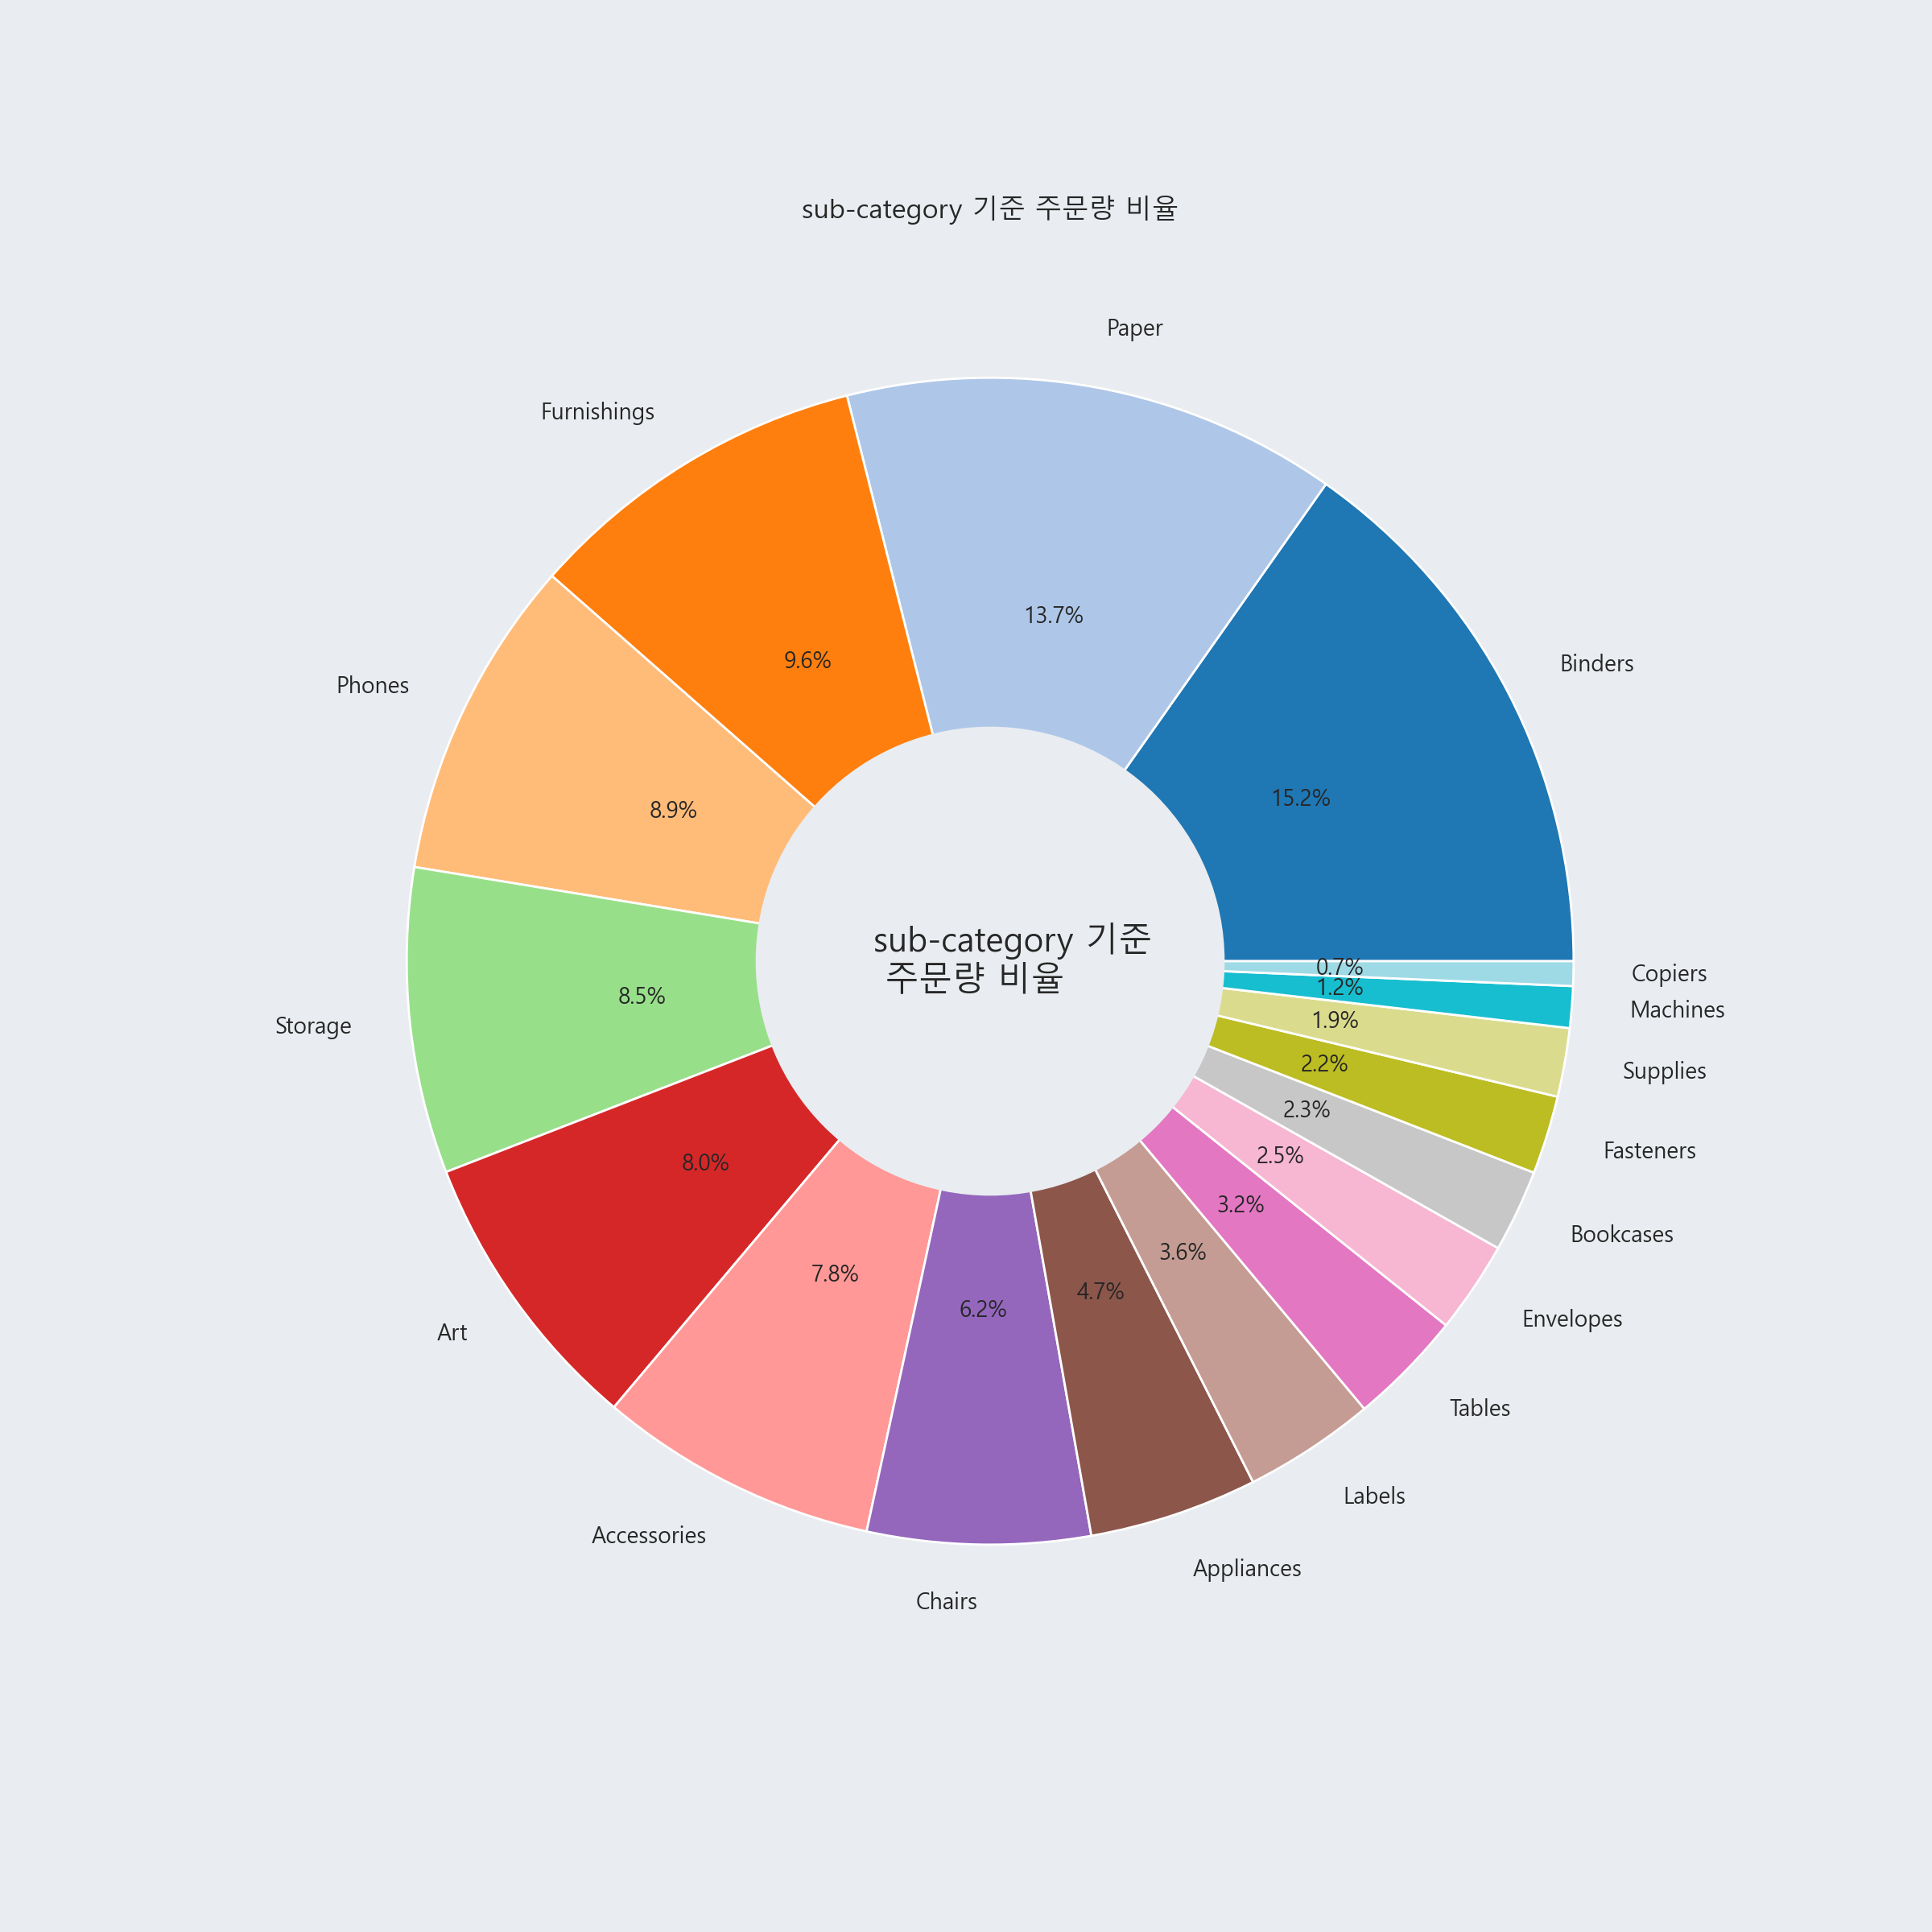 sub-category 기준 주문량 비율
Paper
Furnishings
13.7%
9.6%
Binders
Phones
15.2%
8.9%
sub-category 기준
주문량 비율
0.7%
Copiers
1.2%
8.5%
Machines
1.9%
Storage
2.2%
Supplies
2.3%
Fasteners
2.5%
8.0%
3.2%
Bookcases
3.6%
7.8%
4.7%
6.2%
Envelopes
Art
Tables
Labels
Accessories
Appliances
Chairs